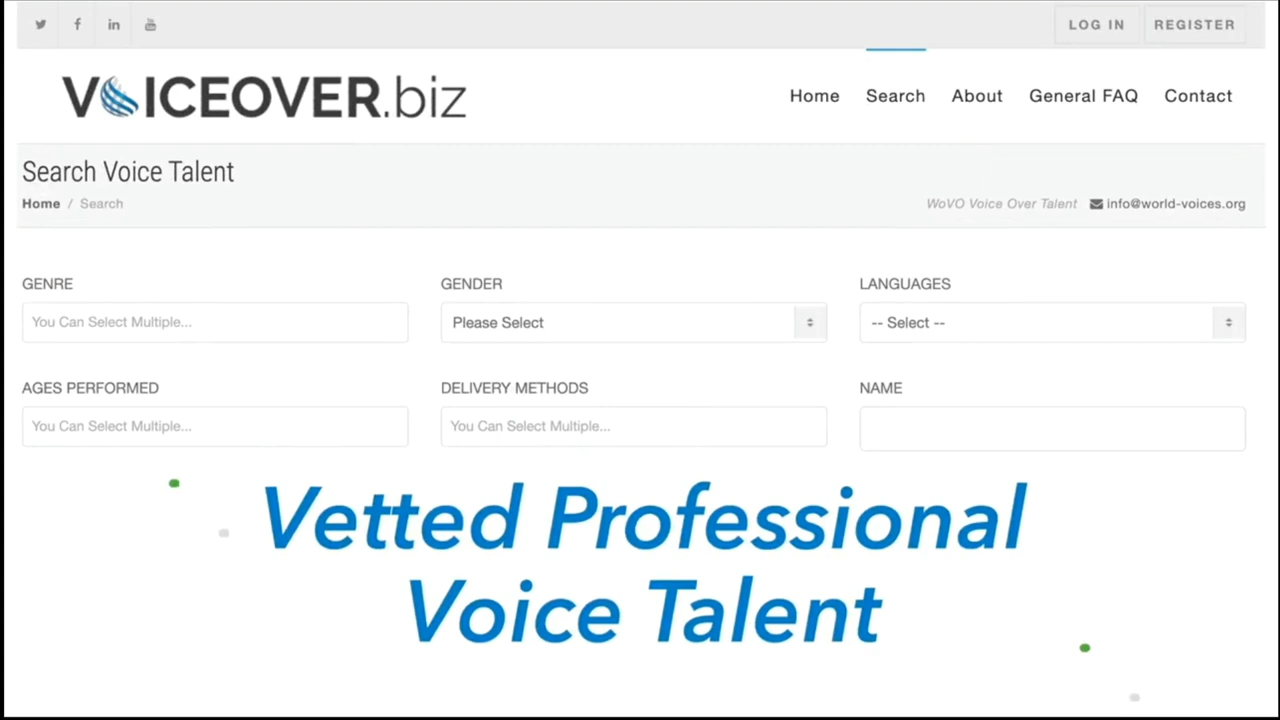 LOG IN REGISTER
VOICEOVER.biz
Home Search About General FAQ Contact
Search Voice Talent
Home / Search
WoVO Voice Over Talent info@world-voices.org
GENRE GENDER LANGUAGES
You Can Select Multiple... Please Select -- Select --
AGES PERFORMED DELIVERY METHODS NAME
You Can Select Multiple... You Can Select Multiple...
Vetted Professional
Voice Talent